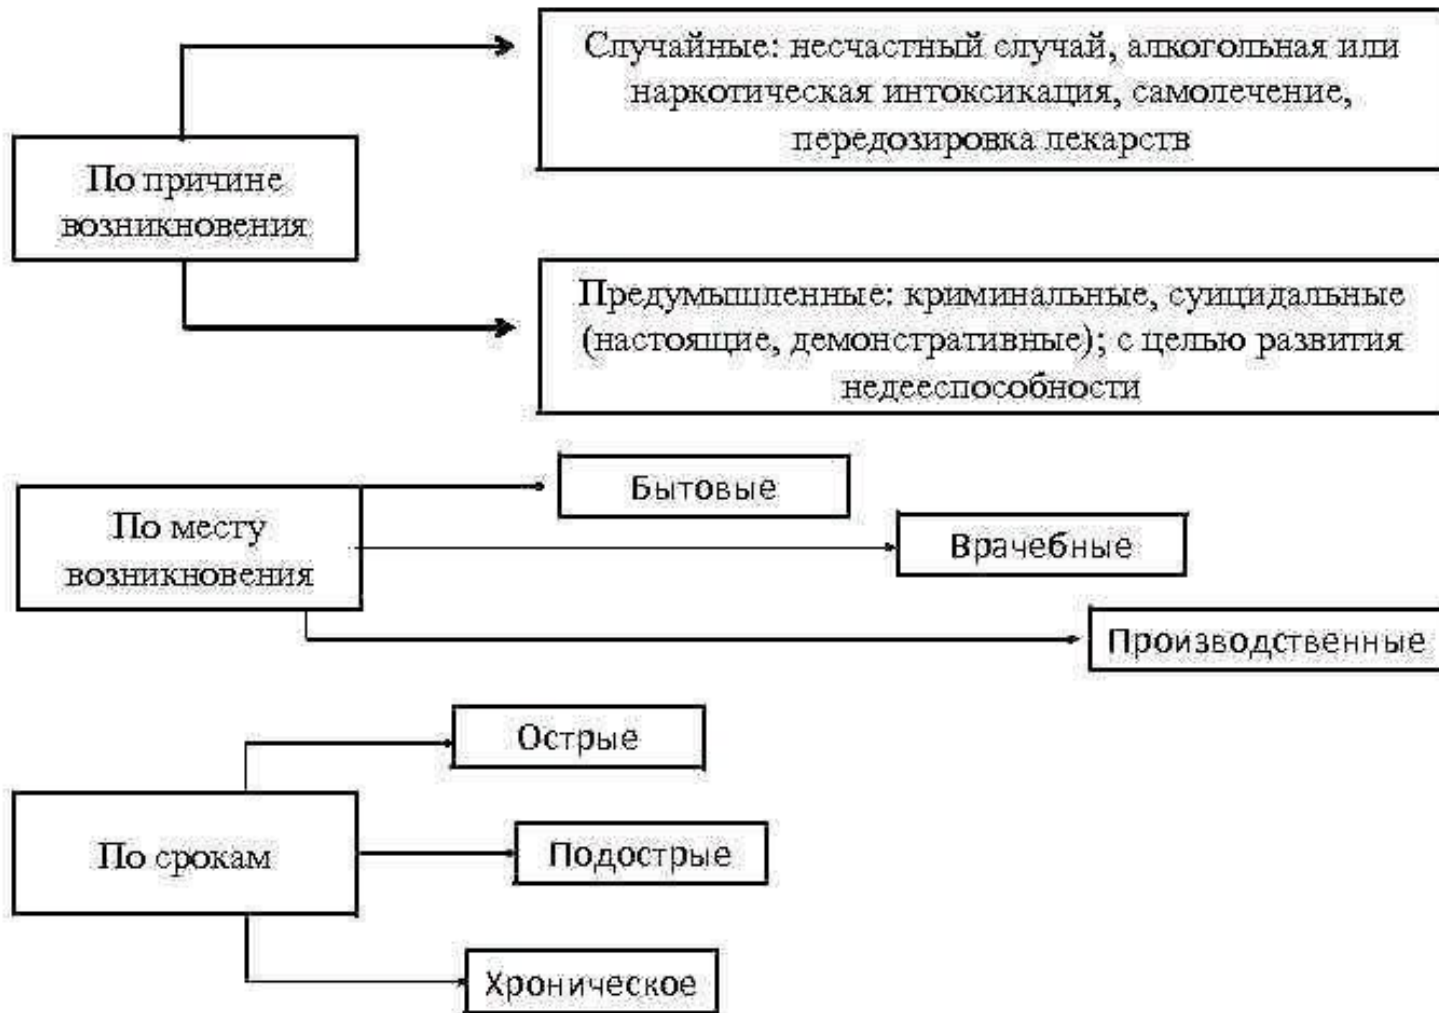 Случайные: несчастный случай, алкогольная или
наркотическая интоксикация, самолечение,
передозировка лекарств
По причине
возникновения
Предумышленные: криминальные, суицидальные
(настоящие, демонстративные); с целью развития
недееспособности
Бытовые
По месту
возникновения
Врачебные
Производственные
Острые
По срокам
Подострые
Хроническое